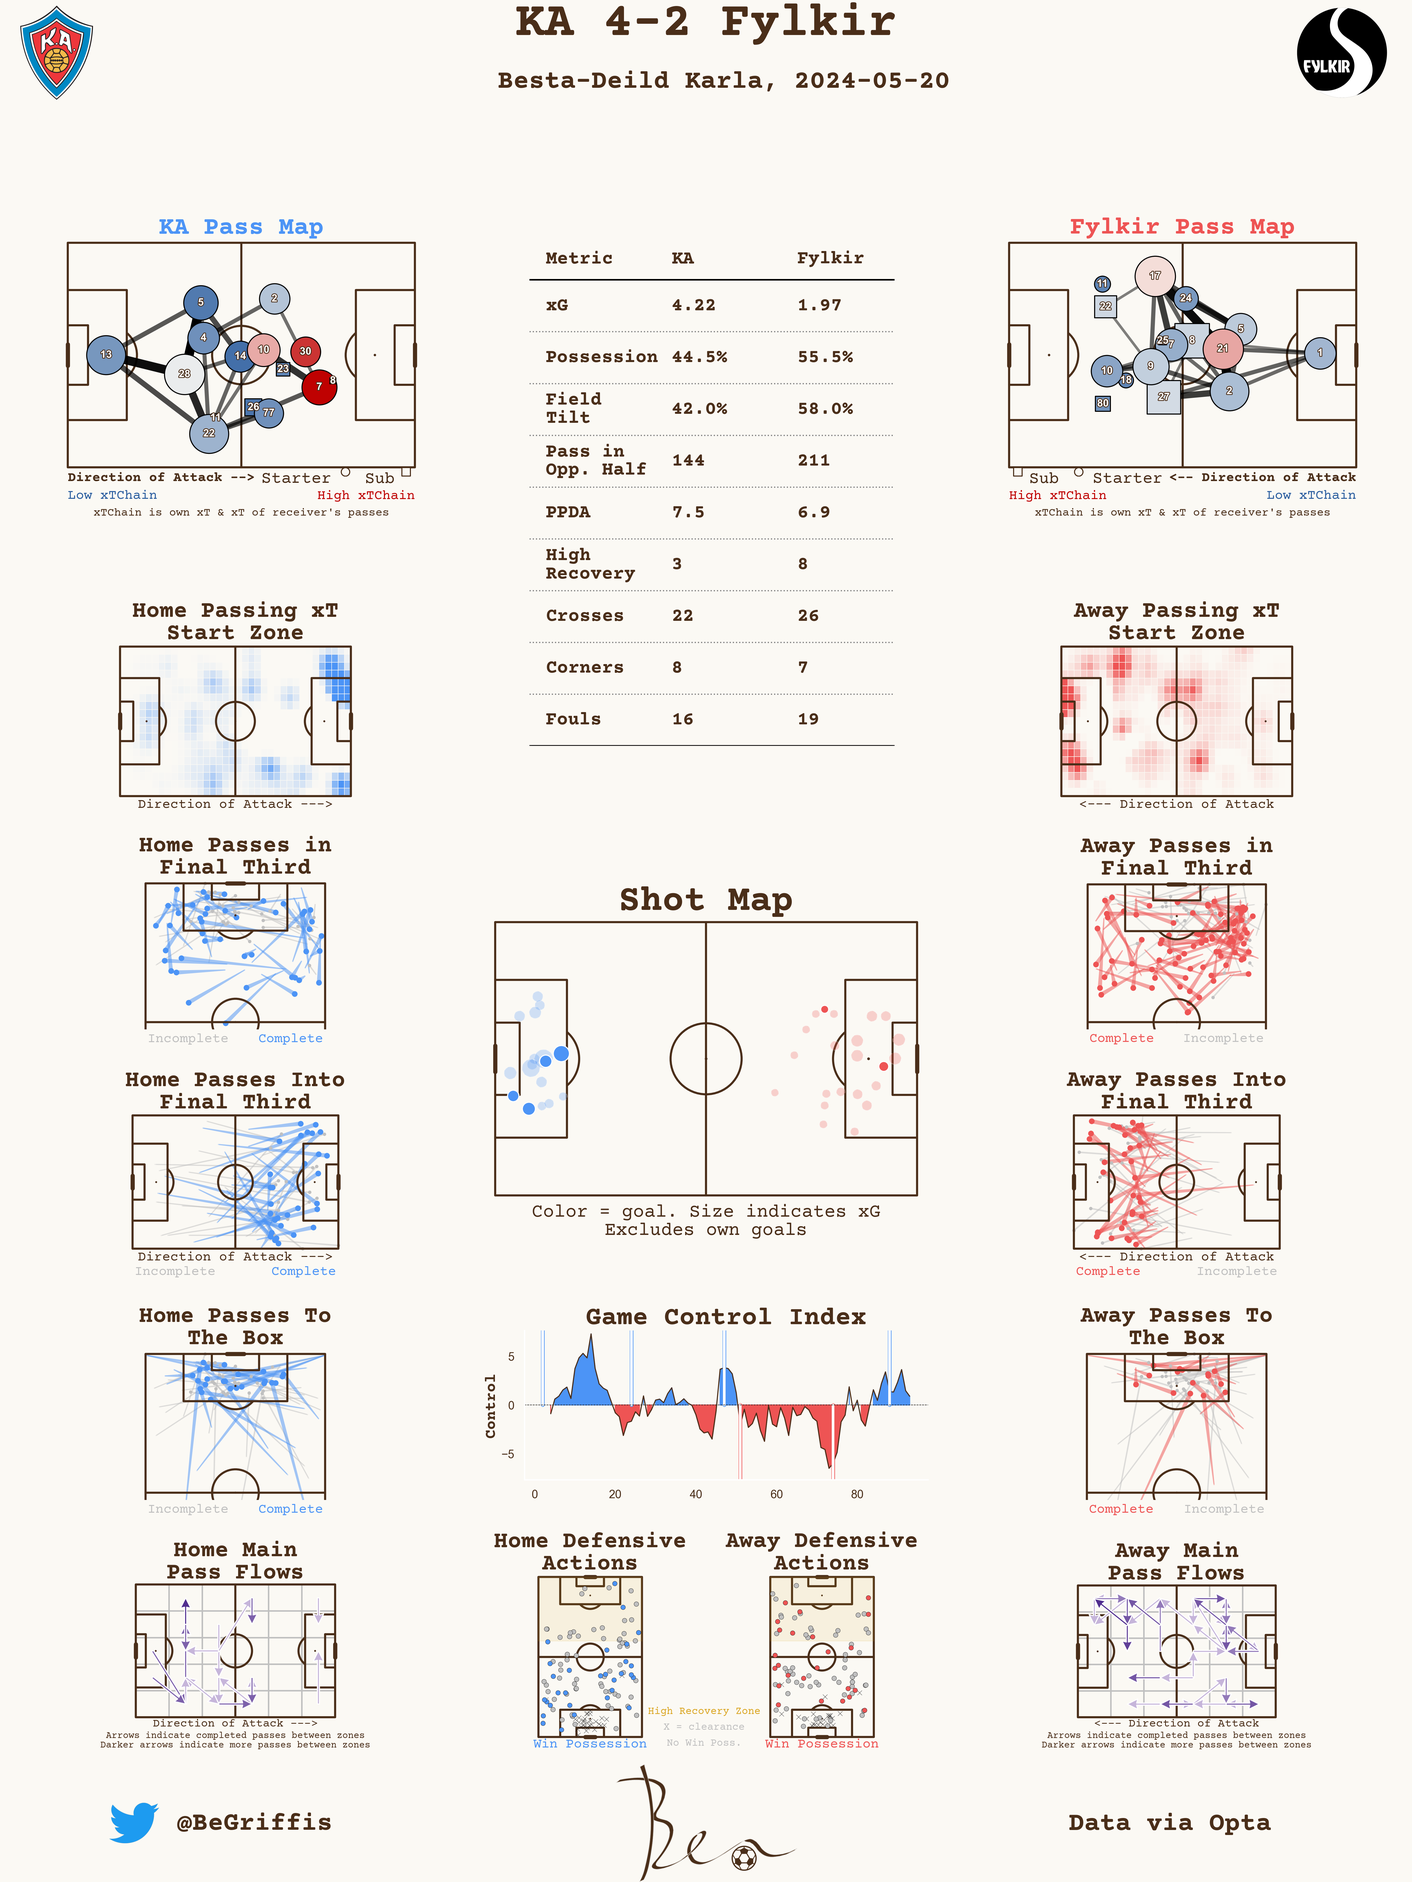 KA 4-2 Fylkir
Besta-Deild Karla, 2024-05-20
KA
FYLKIR
KA Pass Map
5
2
4
13
14
10
30
28
23
7
8
26
77
11
22
Direction of Attack --> Starter Sub
Low xTChain High xTChain
xTChain is own xT & xT of receiver's passes
Metric KA Fylkir
xG 4.22 1.97
Possession 44.5% 55.5%
Field
Tilt 42.0% 58.0%
Pass in
Opp. Half 144 211
PPDA 7.5 6.9
High
Recovery 3 8
Crosses 22 26
Corners 8 7
Fouls 16 19
Fylkir Pass Map
17
11
22
24
5
25
7
8
21
1
10
18
9
2
27
80
Sub Starter <-- Direction of Attack
High xTChain Low xTChain
xTChain is own xT & xT of receiver's passes
Home Passing xT
Start Zone
Direction of Attack --->
Away Passing xT
Start Zone
<--- Direction of Attack
Home Passes in
Final Third
Incomplete Complete
Away Passes in
Final Third
Complete Incomplete
Shot Map
Color = goal. Size indicates xG
Excludes own goals
Home Passes Into
Final Third
Direction of Attack --->
Incomplete Complete
Away Passes Into
Final Third
<--- Direction of Attack
Complete Incomplete
Home Passes To
The Box
Incomplete Complete
Game Control Index
Control
5
0
−5
0 20 40 60 80
Away Passes To
The Box
Complete Incomplete
Home Main
Pass Flows
Direction of Attack --->
Arrows indicate completed passes between zones
Darker arrows indicate more passes between zones
Home Defensive
Actions
Win Possession
Away Defensive
Actions
Win Possession
High Recovery Zone
X = clearance
No Win Poss.
Away Main
Pass Flows
<--- Direction of Attack
Arrows indicate completed passes between zones
Darker arrows indicate more passes between zones
@BeGriffis
Ben
Data via Opta